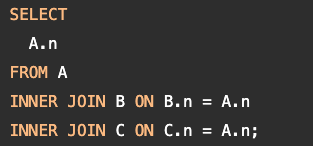 SELECT
  A.n
FROM A
INNER JOIN B ON B.n = A.n
INNER JOIN C ON C.n = A.n;